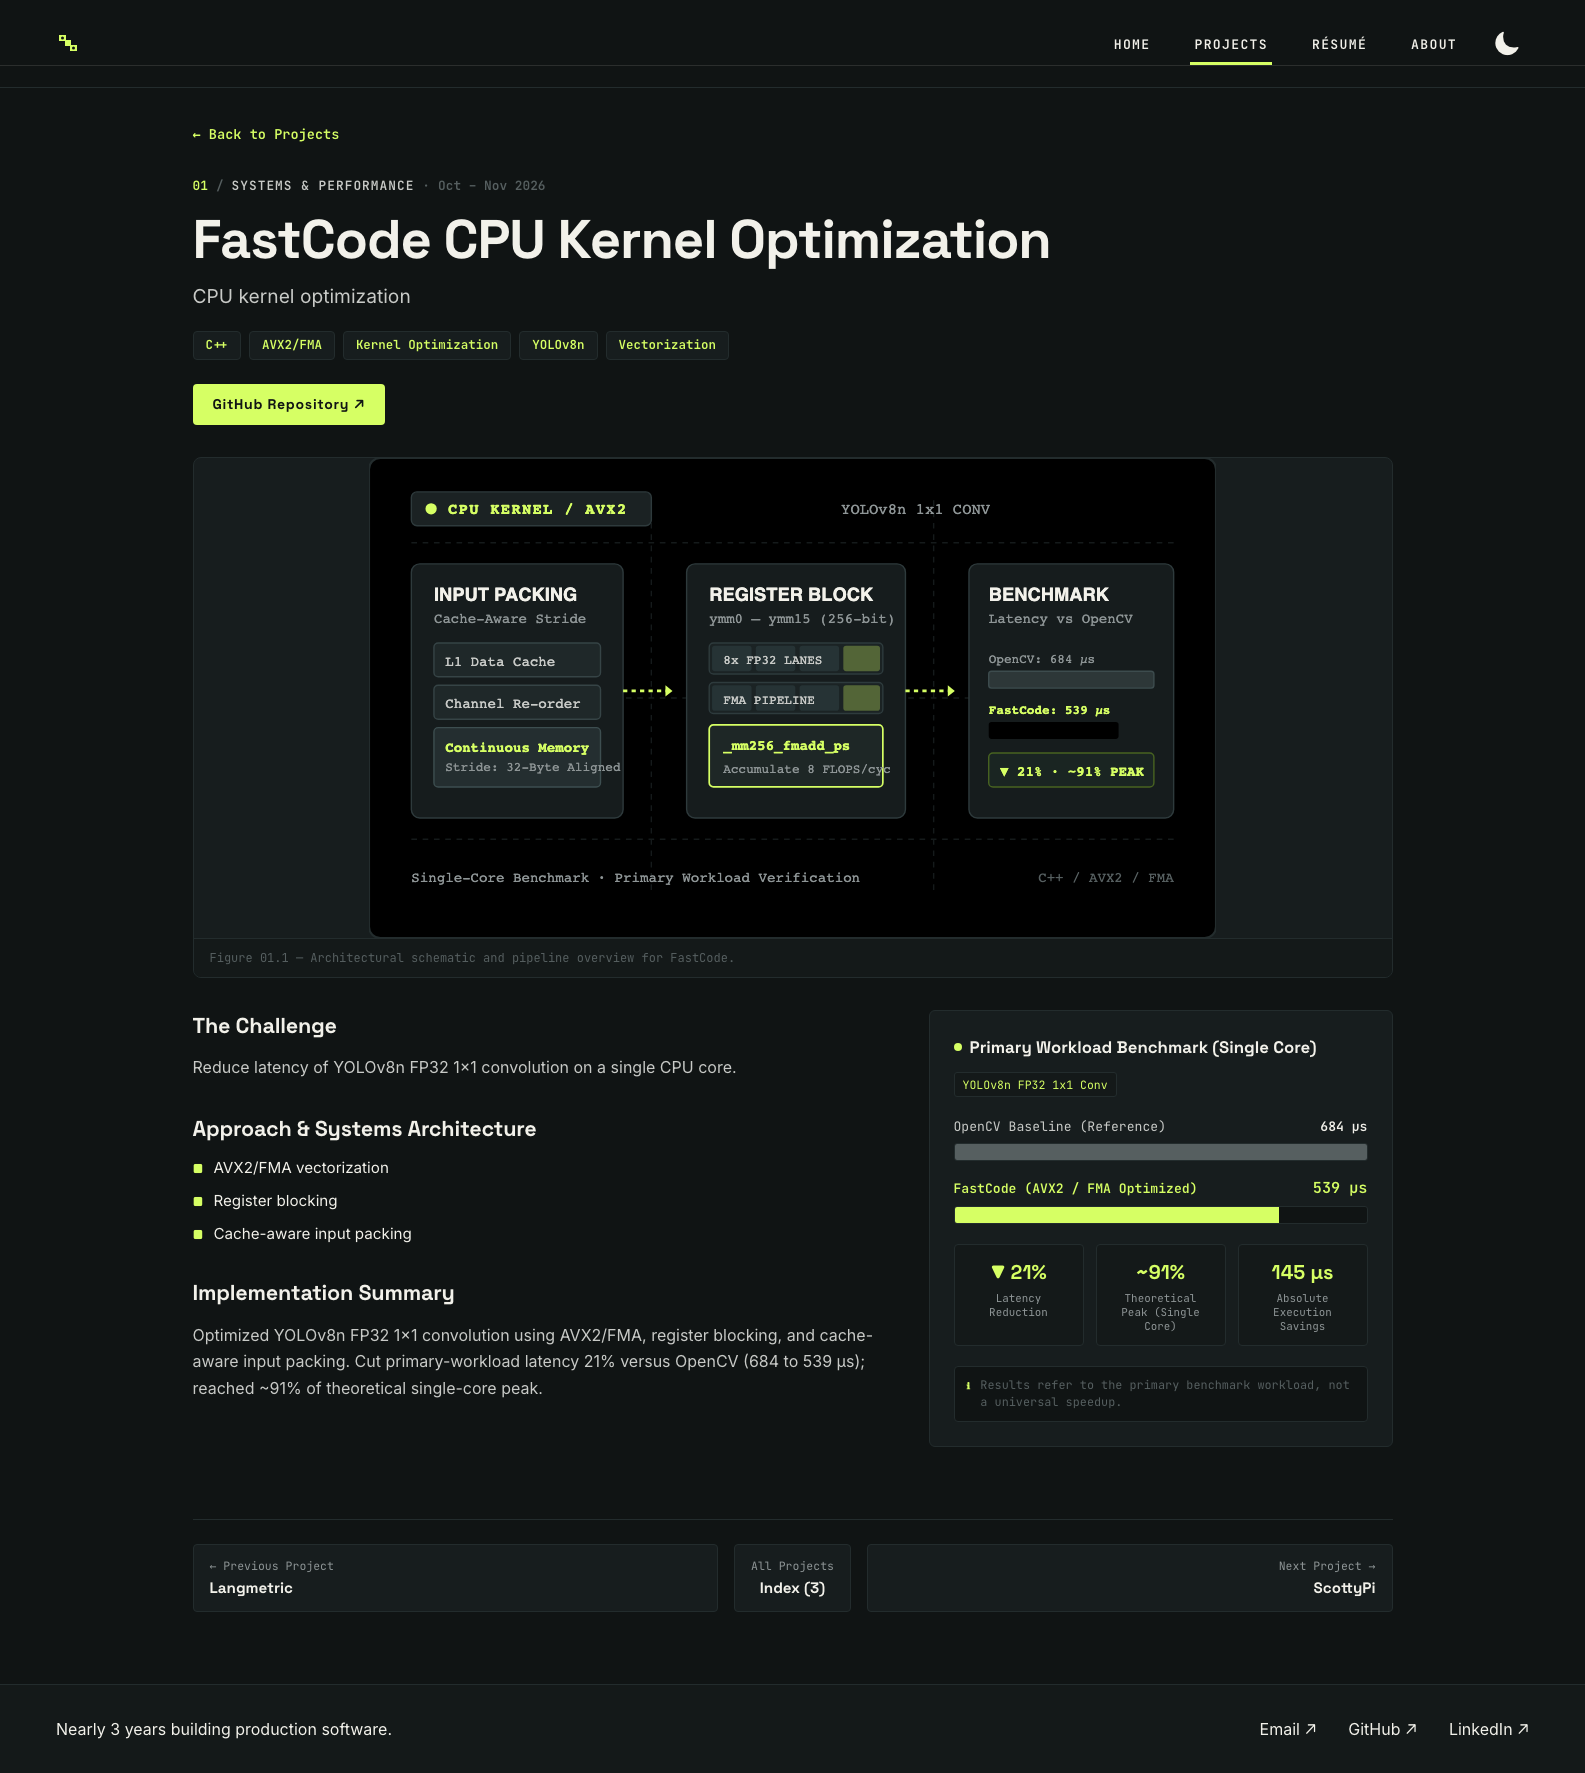 HOME PROJECTS RÉSUMÉ ABOUT
← Back to Projects
01 / SYSTEMS & PERFORMANCE · Oct – Nov 2026
FastCode CPU Kernel Optimization
CPU kernel optimization
C++ AVX2/FMA Kernel Optimization YOLOv8n Vectorization
GitHub Repository ↗
CPU KERNEL / AVX2
YOLOv8n 1x1 CONV
INPUT PACKING
Cache-Aware Stride
L1 Data Cache
Channel Re-order
Continuous Memory
Stride: 32-Byte Aligned
REGISTER BLOCK
ymm0 — ymm15 (256-bit)
8x FP32 LANES
FMA PIPELINE
_mm256_fmadd_ps
Accumulate 8 FLOPS/cyc
BENCHMARK
Latency vs OpenCV
OpenCV: 684 µs
FastCode: 539 µs
▼ 21% · ~91% PEAK
Single-Core Benchmark · Primary Workload Verification
C++ / AVX2 / FMA
Figure 01.1 — Architectural schematic and pipeline overview for FastCode.
The Challenge
Reduce latency of YOLOv8n FP32 1×1 convolution on a single CPU core.
Approach & Systems Architecture
AVX2/FMA vectorization
Register blocking
Cache-aware input packing
Implementation Summary
Optimized YOLOv8n FP32 1×1 convolution using AVX2/FMA, register blocking, and cache-
aware input packing. Cut primary-workload latency 21% versus OpenCV (684 to 539 µs);
reached ~91% of theoretical single-core peak.
Primary Workload Benchmark (Single Core)
YOLOv8n FP32 1x1 Conv
OpenCV Baseline (Reference) 684 µs
FastCode (AVX2 / FMA Optimized) 539 µs
▼ 21%
Latency
Reduction
~91%
Theoretical
Peak (Single
Core)
145 µs
Absolute
Execution
Savings
ℹ Results refer to the primary benchmark workload, not
a universal speedup.
← Previous Project
Langmetric
All Projects
Index (3)
Next Project →
ScottyPi
Nearly 3 years building production software.
Email ↗ GitHub ↗ LinkedIn ↗